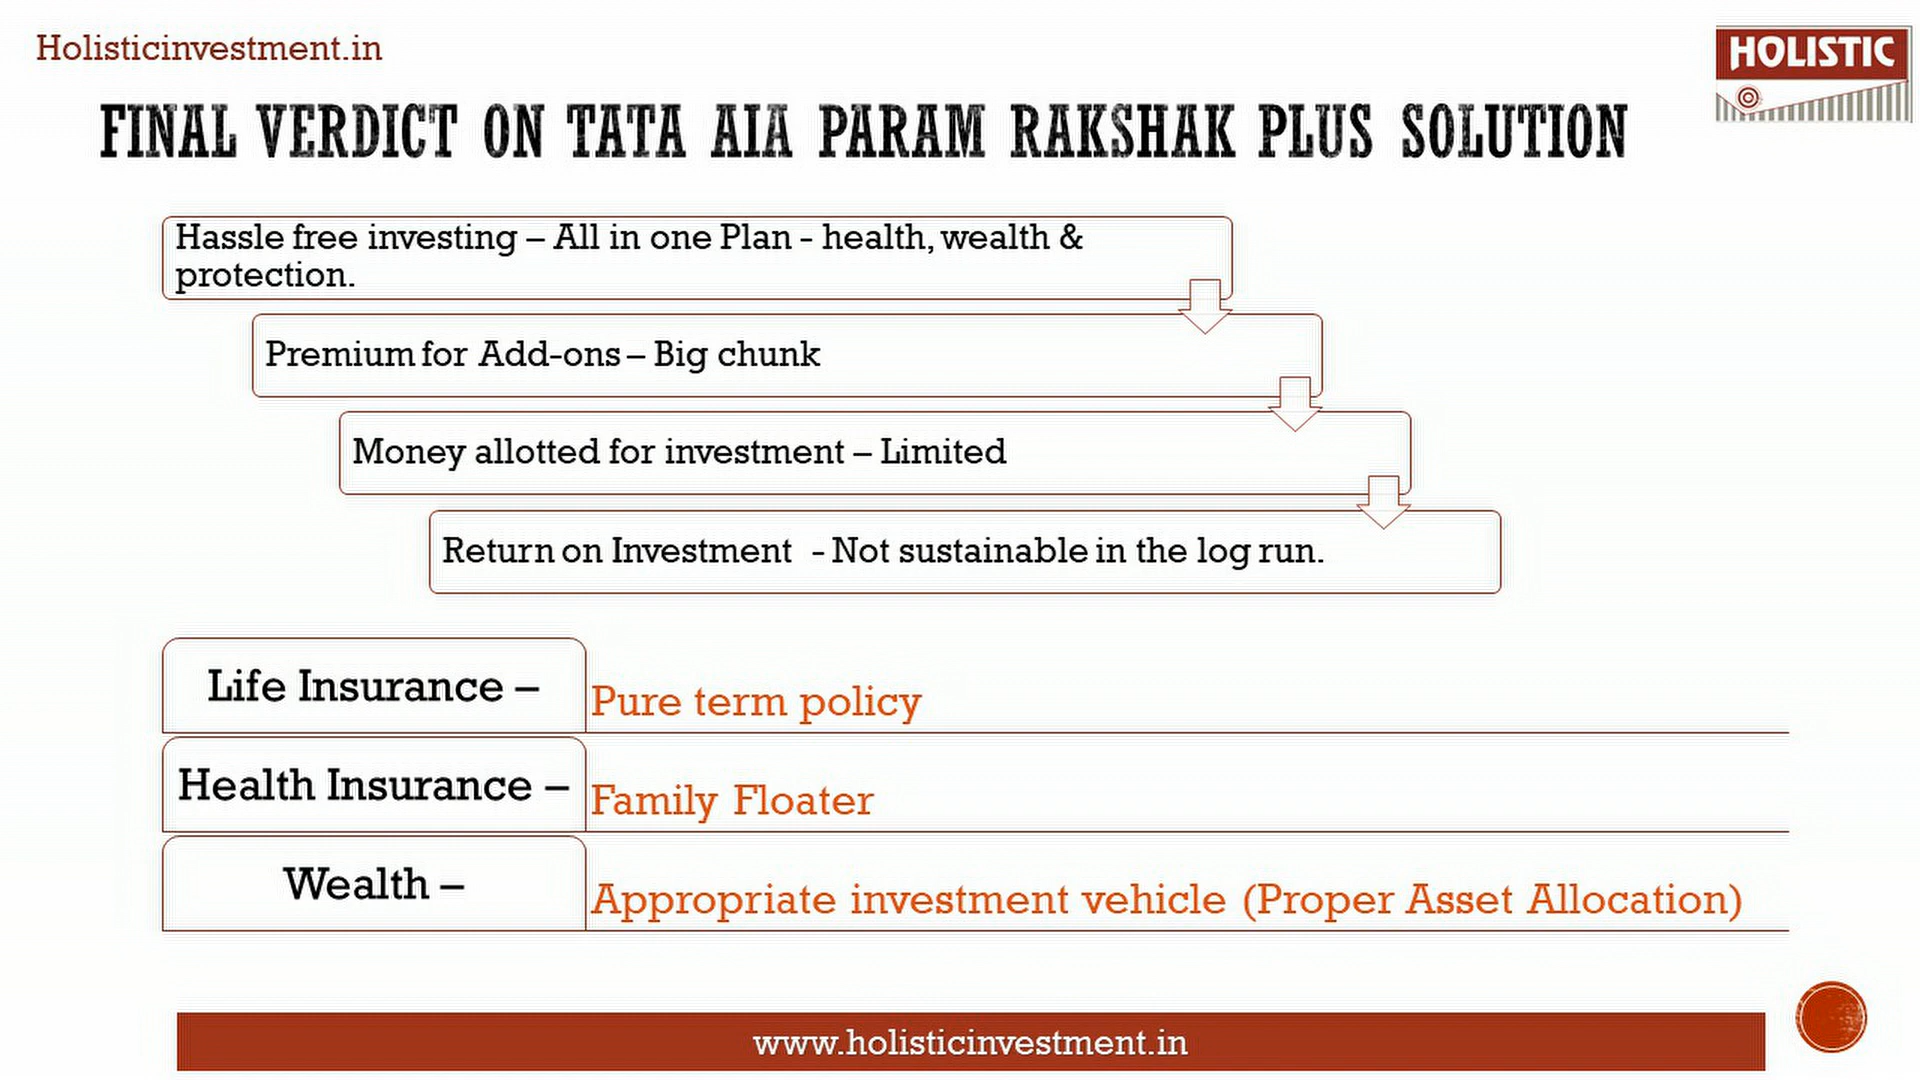 Holisticinvestment.in
HOLISTIC
FINAL VERDICT ON TATA AIA PARAM RAKSHAK PLUS SOLUTION
Hassle free investing – All in one Plan - health, wealth &
protection.
Premium for Add-ons – Big chunk
Money allotted for investment – Limited
Return on Investment - Not sustainable in the log run.
Life Insurance –
Pure term policy
Health Insurance –
Family Floater
Wealth –
Appropriate investment vehicle (Proper Asset Allocation)
www.holisticinvestment.in